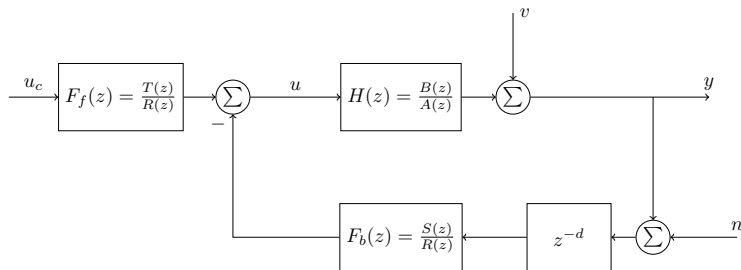 v
u_c
F_f(z) = T(z)/R(z)
∑
u
H(z) = B(z)/A(z)
∑
y
−
F_b(z) = S(z)/R(z)
z^{-d}
∑
n